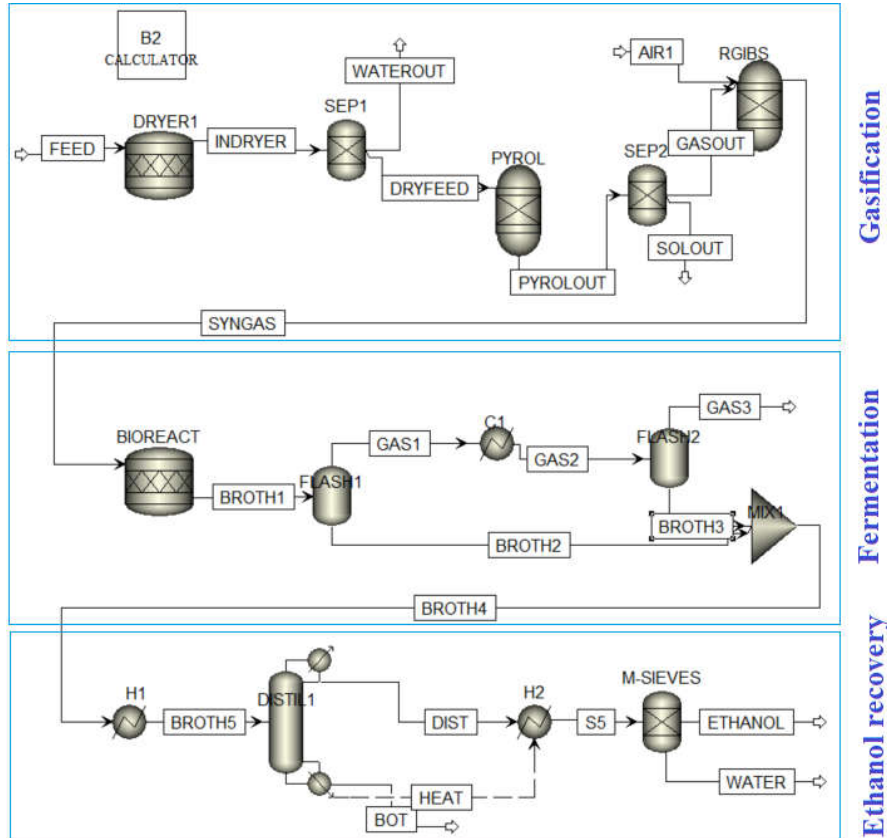 B2
CALCULATOR
WATEROUT
AIR1
RGIBS
SEP1
DRYER1
FEED
INDRYER
GASOUT
PYROL
SEP2
DRYFEED
SOLOUT
PYROLOUT
SYNGAS
Gasification
GAS3
C1
BIOREACT
GAS1
FLASH2
GAS2
FLASH1
BROTH1
BROTH3
MIX1
BROTH2
BROTH4
Fermentation
H1
DISTIL1
H2
M-SIEVES
BROTH5
DIST
S5
ETHANOL
WATER
HEAT
BOT
Ethanol recovery